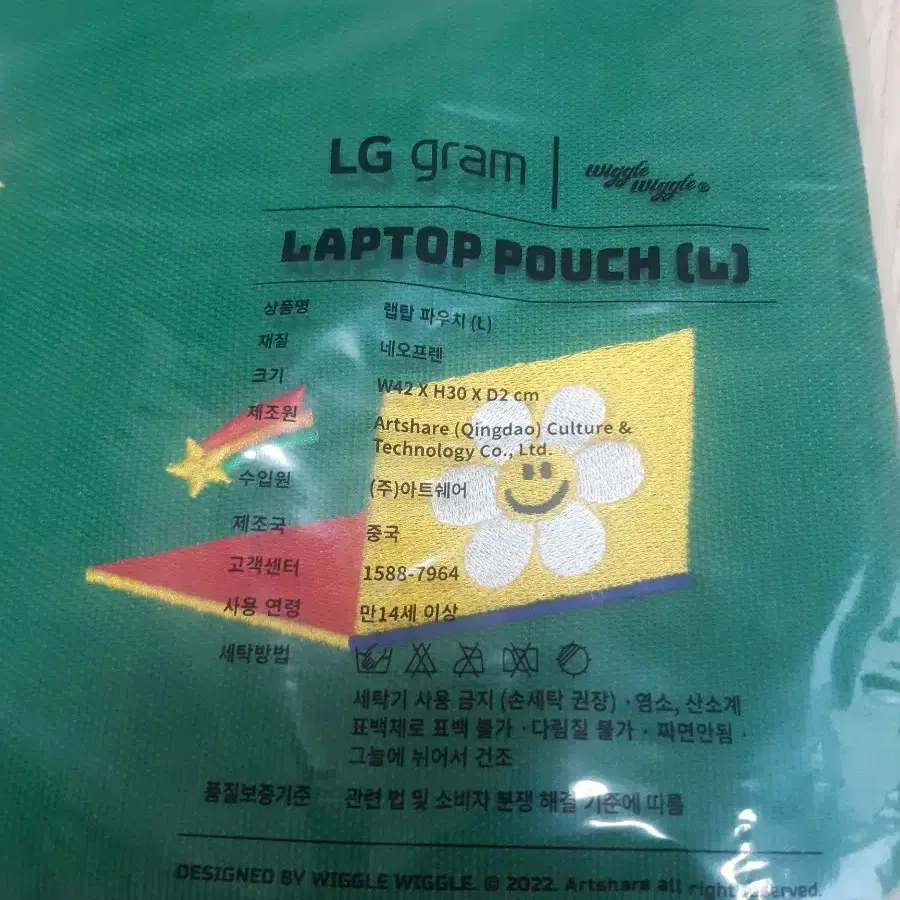 LG gram | wiggle wiggle®
LAPTOP POUCH (L)
상품명 랩탑 파우치 (L)
재질 네오프렌
크기 W42 X H30 X D2 cm
제조원 Artshare (Qingdao) Culture &
Technology Co., Ltd.
수입원 (주)아트쉐어
제조국 중국
고객센터 1588-7964
사용 연령 만14세 이상
세탁방법
세탁기 사용 금지 (손세탁 권장) · 염소, 산소계
표백제로 표백 불가 · 다림질 불가 · 짜면안됨 ·
그늘에 뉘어서 건조
품질보증기준 관련 법 및 소비자 분쟁 해결 기준에 따름
DESIGNED BY WIGGLE WIGGLE. © 2022. Artshare all right reserved.